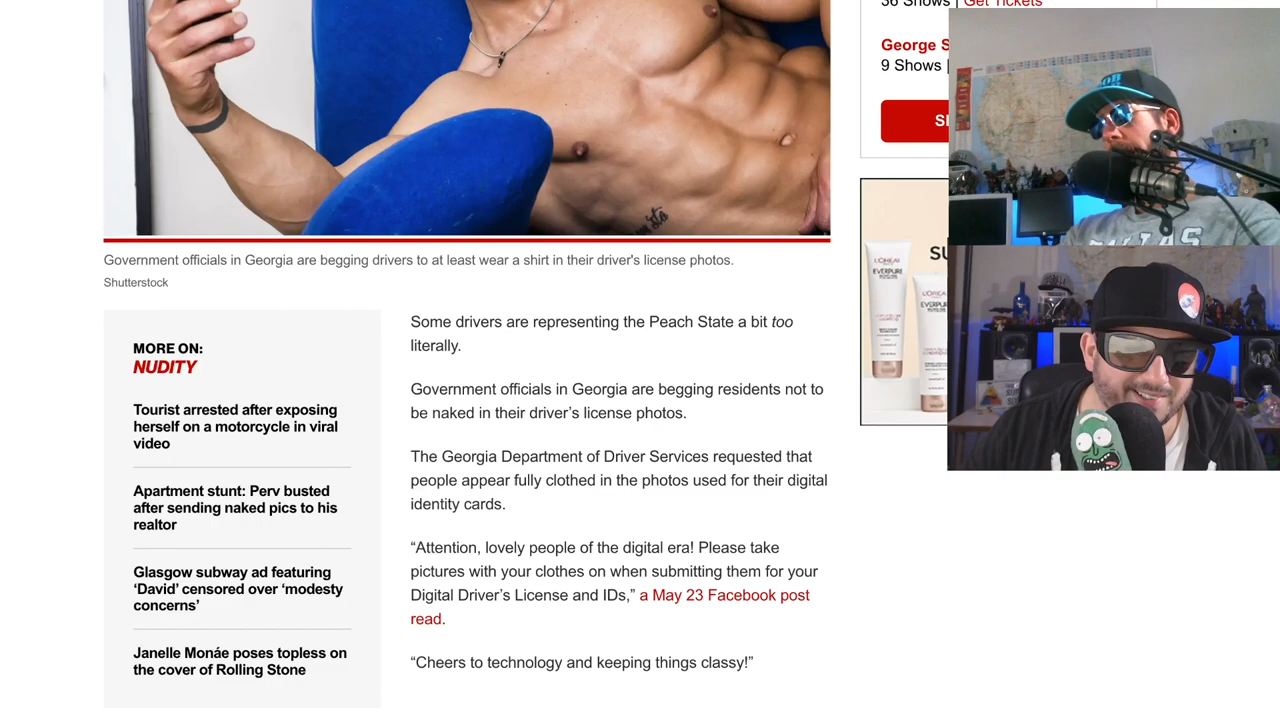 36 Shows | Get Tickets
George S
9 Shows |
Government officials in Georgia are begging drivers to at least wear a shirt in their driver's license photos.
Shutterstock
MORE ON:
NUDITY
Tourist arrested after exposing
herself on a motorcycle in viral
video
Apartment stunt: Perv busted
after sending naked pics to his
realtor
Glasgow subway ad featuring
‘David’ censored over ‘modesty
concerns’
Janelle Monáe poses topless on
the cover of Rolling Stone
Some drivers are representing the Peach State a bit too
literally.
Government officials in Georgia are begging residents not to
be naked in their driver’s license photos.
The Georgia Department of Driver Services requested that
people appear fully clothed in the photos used for their digital
identity cards.
“Attention, lovely people of the digital era! Please take
pictures with your clothes on when submitting them for your
Digital Driver’s License and IDs,” a May 23 Facebook post
read.
“Cheers to technology and keeping things classy!”
SU
L'ORÉAL
EVERPURE
L'ORÉAL
EVERPURE